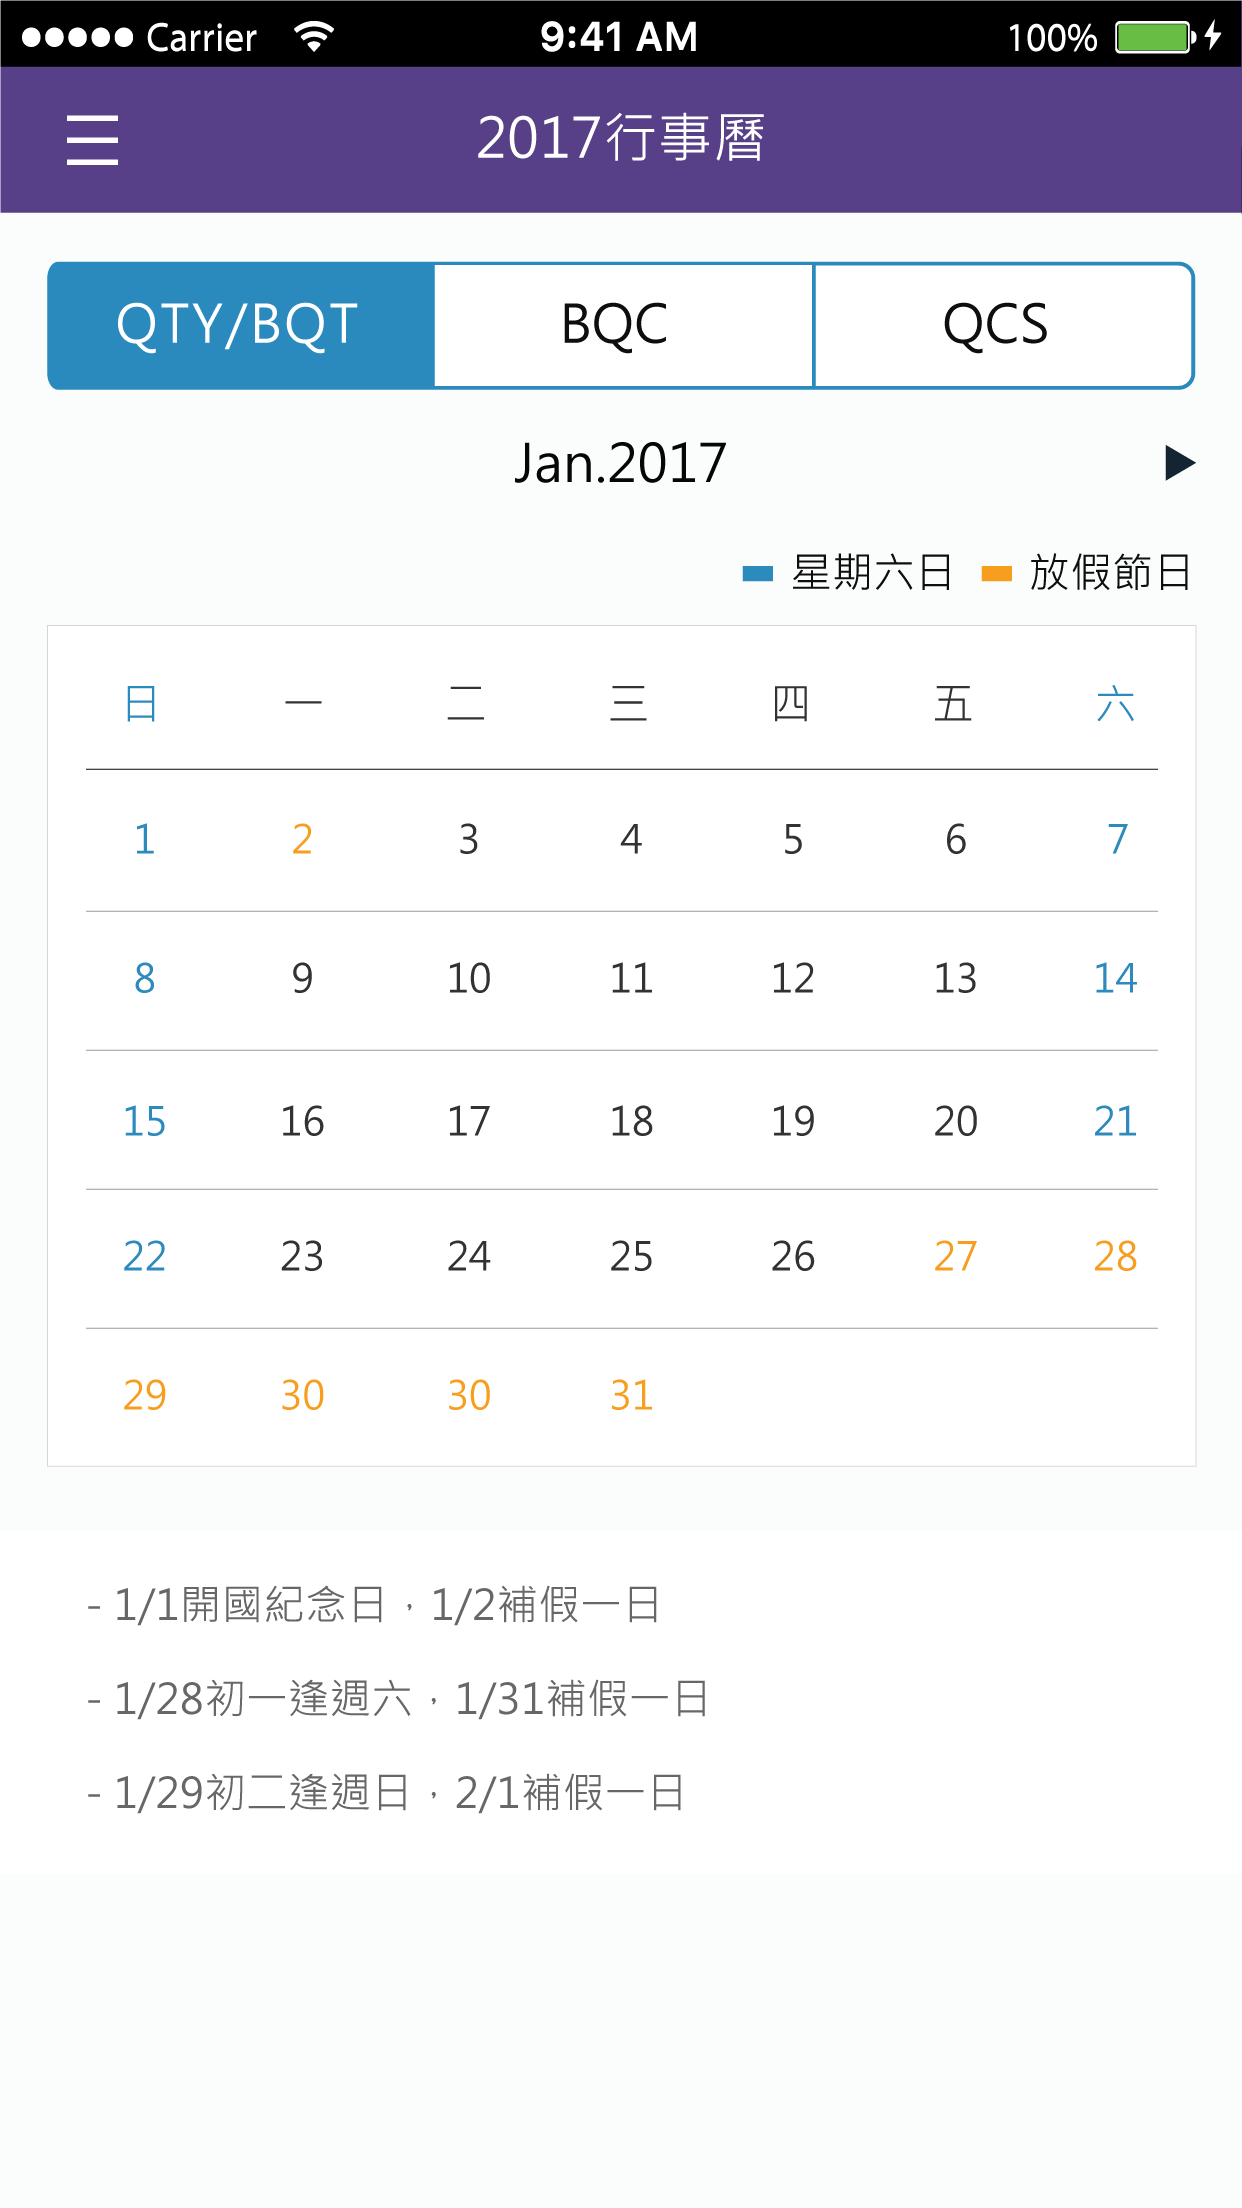 Carrier 9:41 AM 100%
2017行事曆
QTY/BQT BQC QCS
Jan.2017
星期六日 放假節日
日 一 二 三 四 五 六
1 2 3 4 5 6 7
8 9 10 11 12 13 14
15 16 17 18 19 20 21
22 23 24 25 26 27 28
29 30 30 31
- 1/1開國紀念日，1/2補假一日
- 1/28初一逢週六，1/31補假一日
- 1/29初二逢週日，2/1補假一日